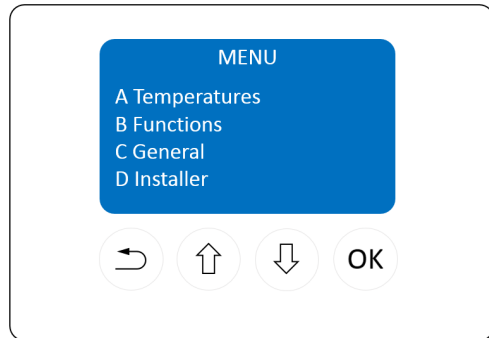 MENU
A Temperatures
B Functions
C General
D Installer
OK